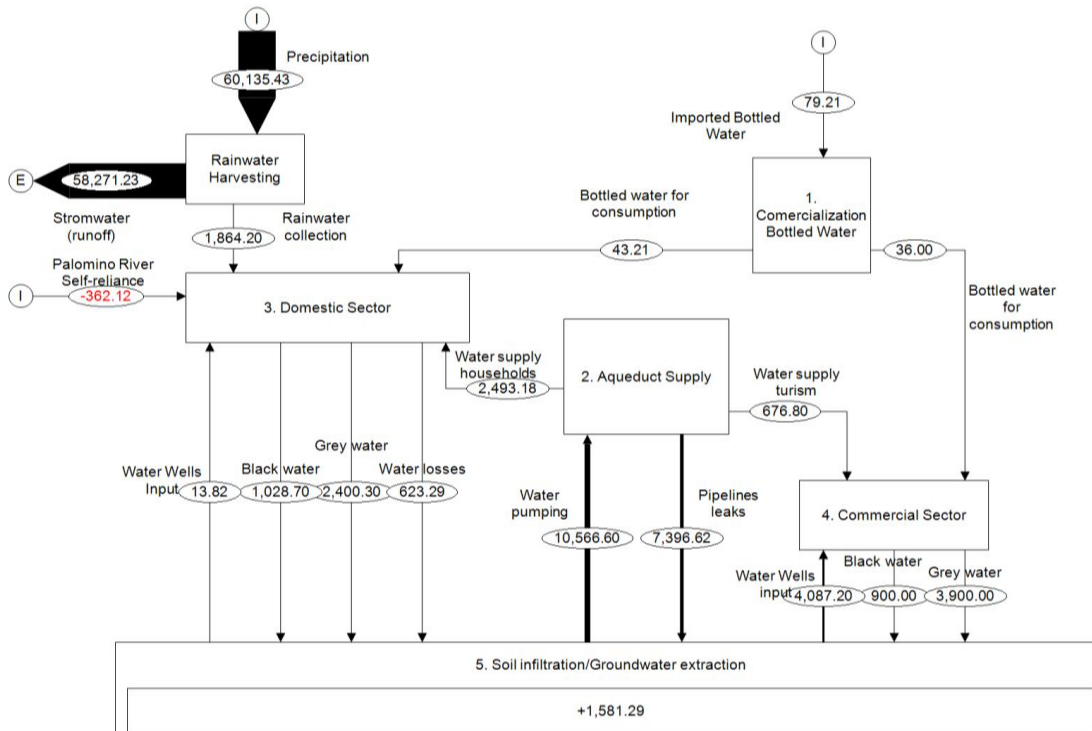 I
Precipitation
60,135.43
I
79.21
Imported Bottled
Water
Rainwater
Harvesting
E
58,271.23
Stromwater
(runoff)
Rainwater
collection
1,864.20
Bottled water for
consumption
43.21
1.
Comercialization
Bottled Water
36.00
Bottled water
for
consumption
Palomino River
Self-reliance
I
-362.12
3. Domestic Sector
Water supply
households
2,493.18
2. Aqueduct Supply
Water supply
turism
676.80
Water Wells
Input
13.82
Black water
1,028.70
Grey water
2,400.30
Water losses
623.29
Water
pumping
10,566.60
Pipelines
leaks
7,396.62
4. Commercial Sector
Water Wells
input
4,087.20
Black water
900.00
Grey water
3,900.00
5. Soil infiltration/Groundwater extraction
+1,581.29